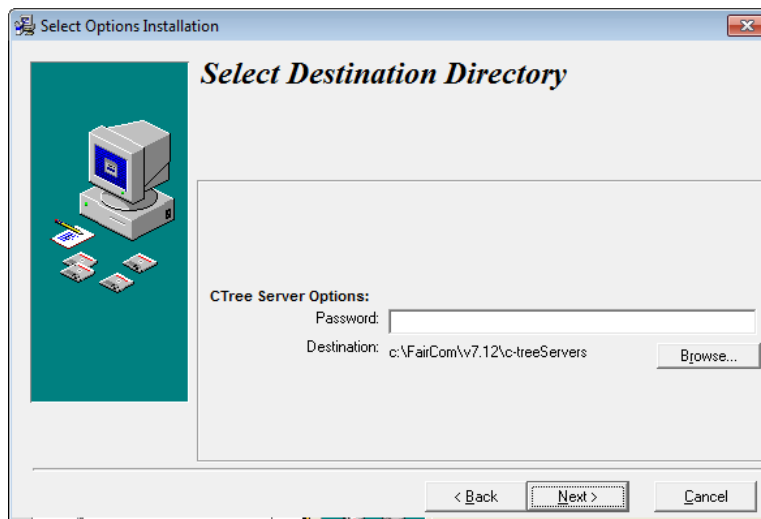 Select Options Installation
Select Destination Directory
CTree Server Options:
Password:
Destination: c:\FairCom\v7.12\c-treeServers Browse...
< Back Next > Cancel